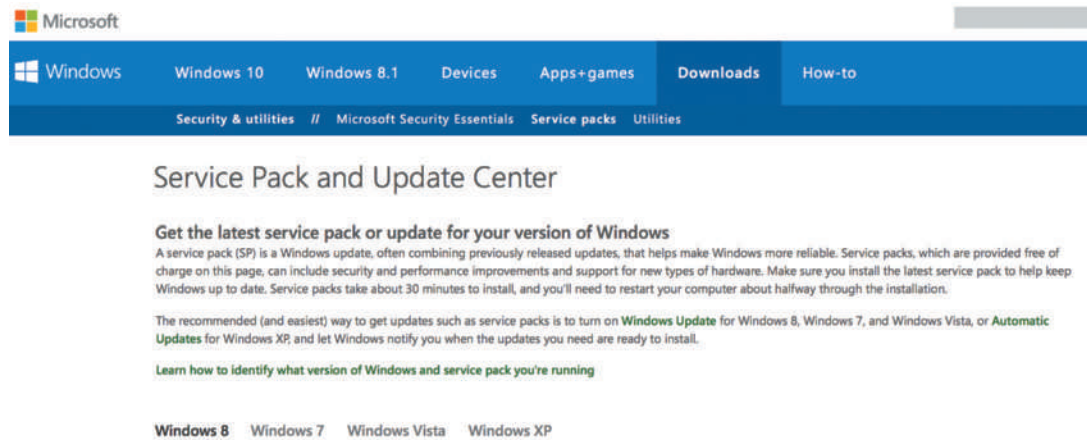 Microsoft
Windows Windows 10 Windows 8.1 Devices Apps+games Downloads How-to
Security & utilities // Microsoft Security Essentials Service packs Utilities
Service Pack and Update Center
Get the latest service pack or update for your version of Windows
A service pack (SP) is a Windows update, often combining previously released updates, that helps make Windows more reliable. Service packs, which are provided free of
charge on this page, can include security and performance improvements and support for new types of hardware. Make sure you install the latest service pack to help keep
Windows up to date. Service packs take about 30 minutes to install, and you'll need to restart your computer about halfway through the installation.
The recommended (and easiest) way to get updates such as service packs is to turn on Windows Update for Windows 8, Windows 7, and Windows Vista, or Automatic
Updates for Windows XP, and let Windows notify you when the updates you need are ready to install.
Learn how to identify what version of Windows and service pack you're running
Windows 8 Windows 7 Windows Vista Windows XP